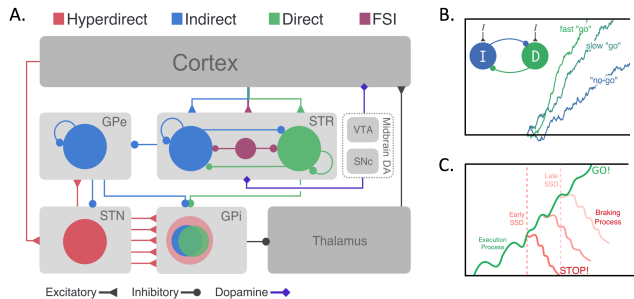 A.
Hyperdirect
Indirect
Direct
FSI
Cortex
GPe
STR
VTA
SNc
Midbrain DA
STN
GPi
Thalamus
Excitatory
Inhibitory
Dopamine
B.
I
I
I
D
fast "go"
slow "go"
"no-go"
C.
Late
SSD
GO!
Early
SSD
Braking
Process
Execution
Process
STOP!